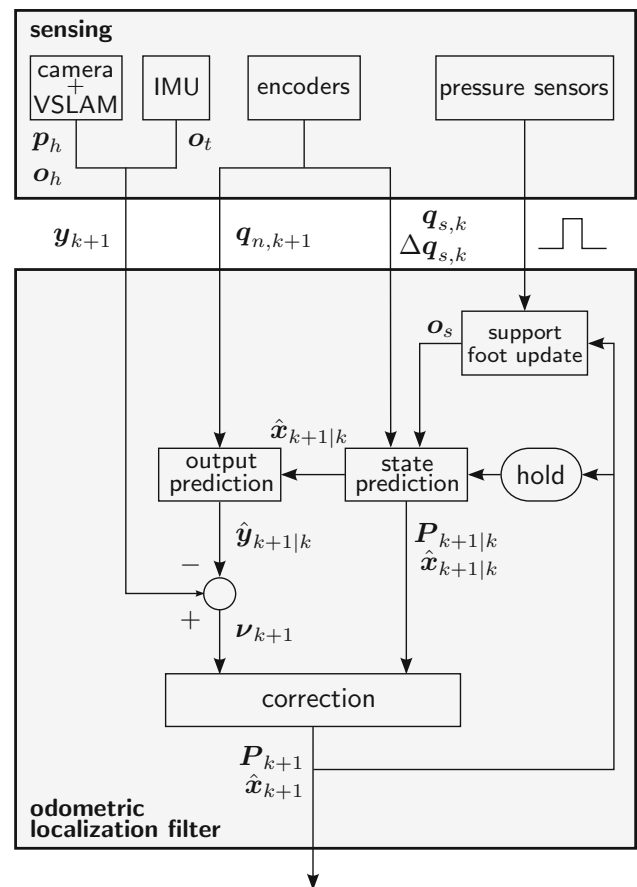 sensing
camera
+
VSLAM
IMU
encoders
pressure sensors
p_h
o_h
o_t
y_{k+1}
q_{n,k+1}
q_{s,k}
Δq_{s,k}
o_s
support
foot update
x̂_{k+1|k}
output
prediction
state
prediction
hold
ŷ_{k+1|k}
P_{k+1|k}
x̂_{k+1|k}
−
+
ν_{k+1}
correction
P_{k+1}
x̂_{k+1}
odometric
localization filter